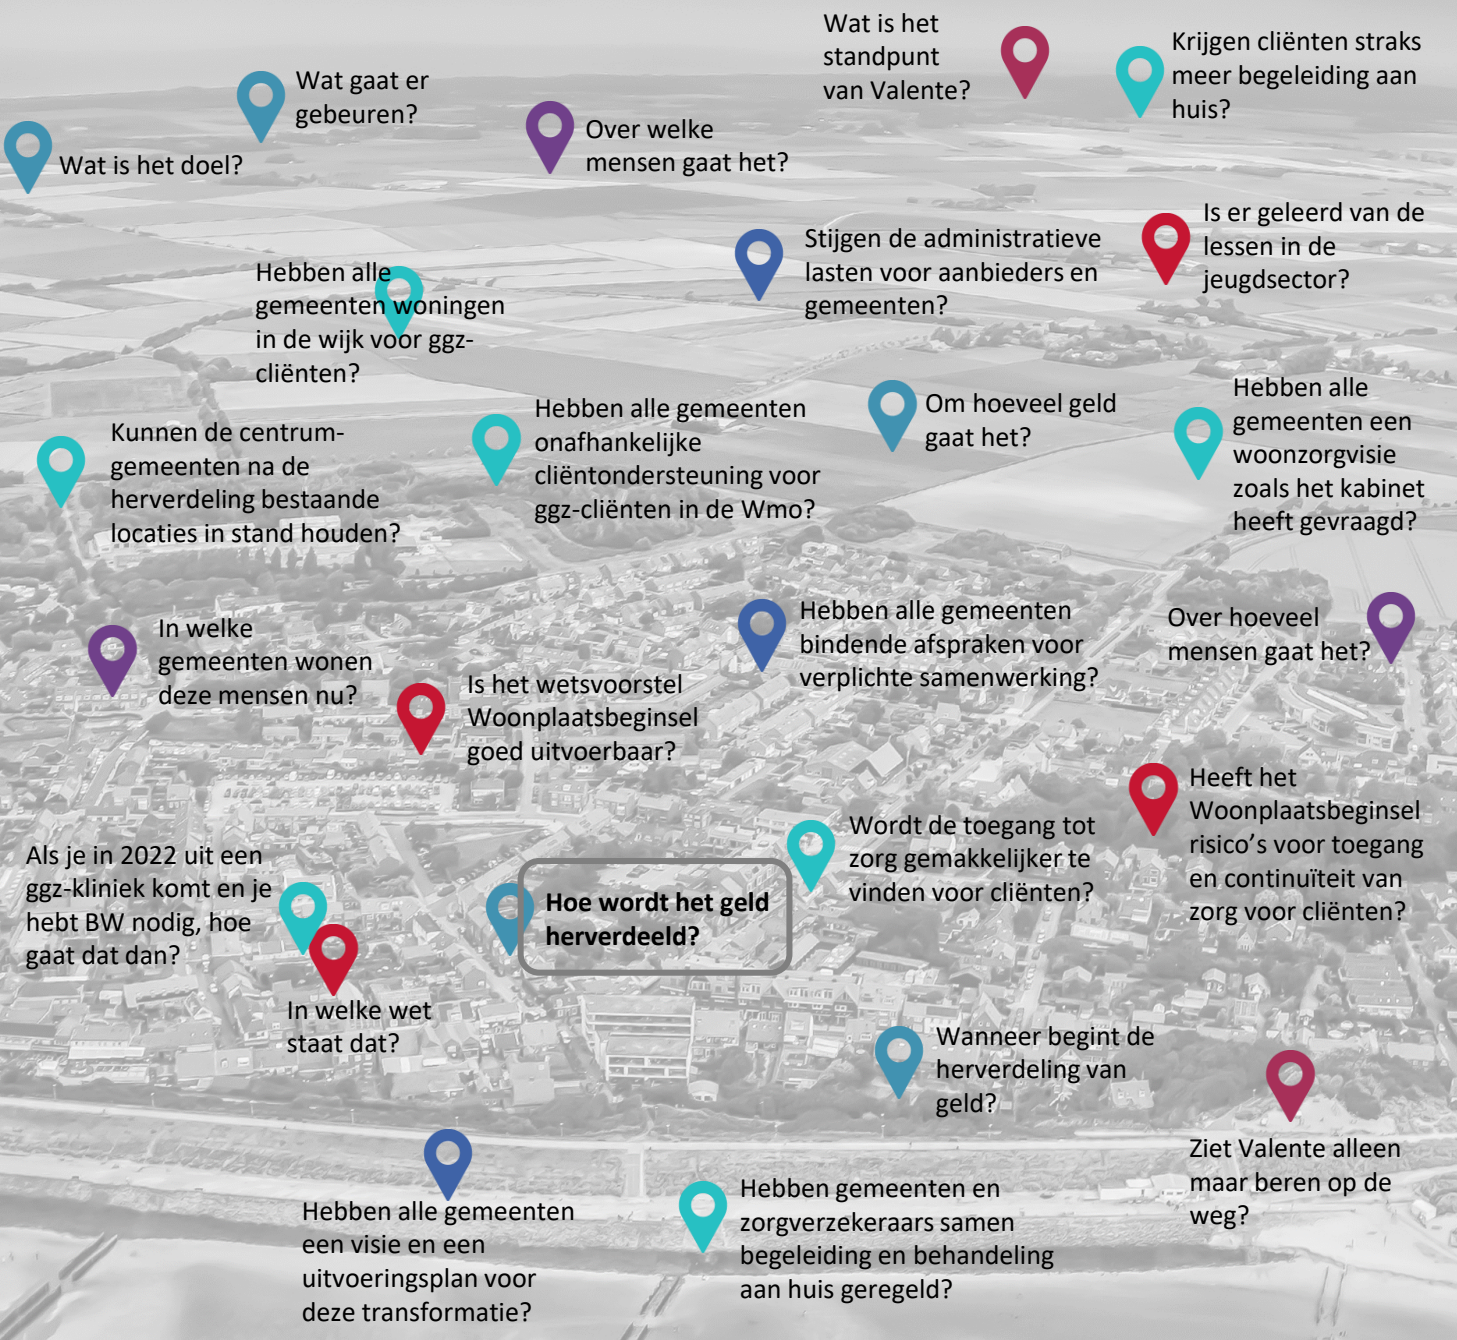 Wat is het
standpunt
van Valente?
Krijgen cliënten straks
meer begeleiding aan
huis?
Wat gaat er
gebeuren?
Over welke
mensen gaat het?
Wat is het doel?
Is er geleerd van de
lessen in de
jeugdsector?
Stijgen de administratieve
lasten voor aanbieders en
gemeenten?
Hebben alle
gemeenten woningen
in de wijk voor ggz-
cliënten?
Hebben alle
gemeenten een
woonzorgvisie
zoals het kabinet
heeft gevraagd?
Om hoeveel geld
gaat het?
Hebben alle gemeenten
onafhankelijke
cliëntondersteuning voor
ggz-cliënten in de Wmo?
Kunnen de centrum-
gemeenten na de
herverdeling bestaande
locaties in stand houden?
Hebben alle gemeenten
bindende afspraken voor
verplichte samenwerking?
Over hoeveel
mensen gaat het?
In welke
gemeenten wonen
deze mensen nu?
Is het wetsvoorstel
Woonplaatsbeginsel
goed uitvoerbaar?
Heeft het
Woonplaatsbeginsel
risico's voor toegang
en continuïteit van
zorg voor cliënten?
Wordt de toegang tot
zorg gemakkelijker te
vinden voor cliënten?
Als je in 2022 uit een
ggz-kliniek komt en je
hebt BW nodig, hoe
gaat dat dan?
Hoe wordt het geld
herverdeeld?
In welke wet
staat dat?
Wanneer begint de
herverdeling van
geld?
Ziet Valente alleen
maar beren op de
weg?
Hebben gemeenten en
zorgverzekeraars samen
begeleiding en behandeling
aan huis geregeld?
Hebben alle gemeenten
een visie en een
uitvoeringsplan voor
deze transformatie?